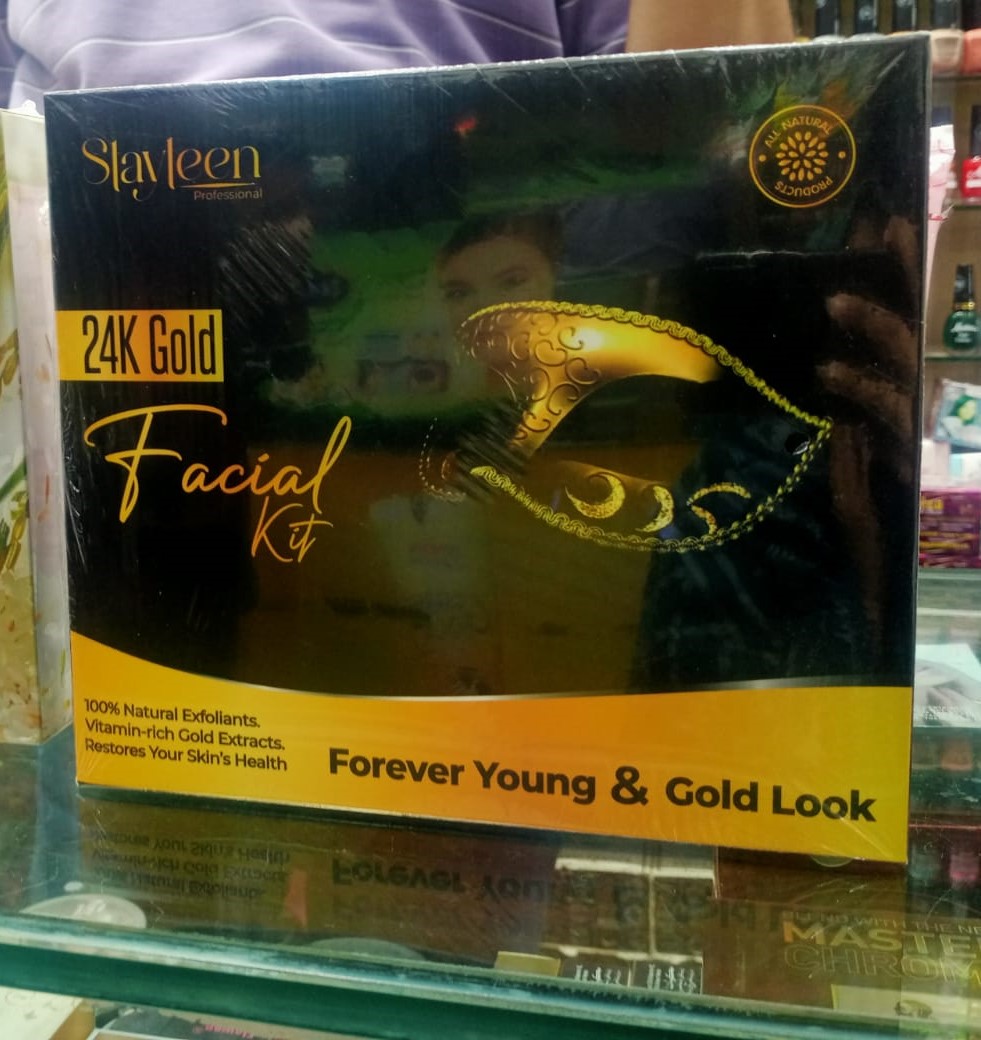 Slayleen
Professional
ALL NATURAL
PRODUCTS
24K Gold
Facial
Kit
100% Natural Exfoliants.
Vitamin-rich Gold Extracts.
Restores Your Skin's Health
Forever Young & Gold Look